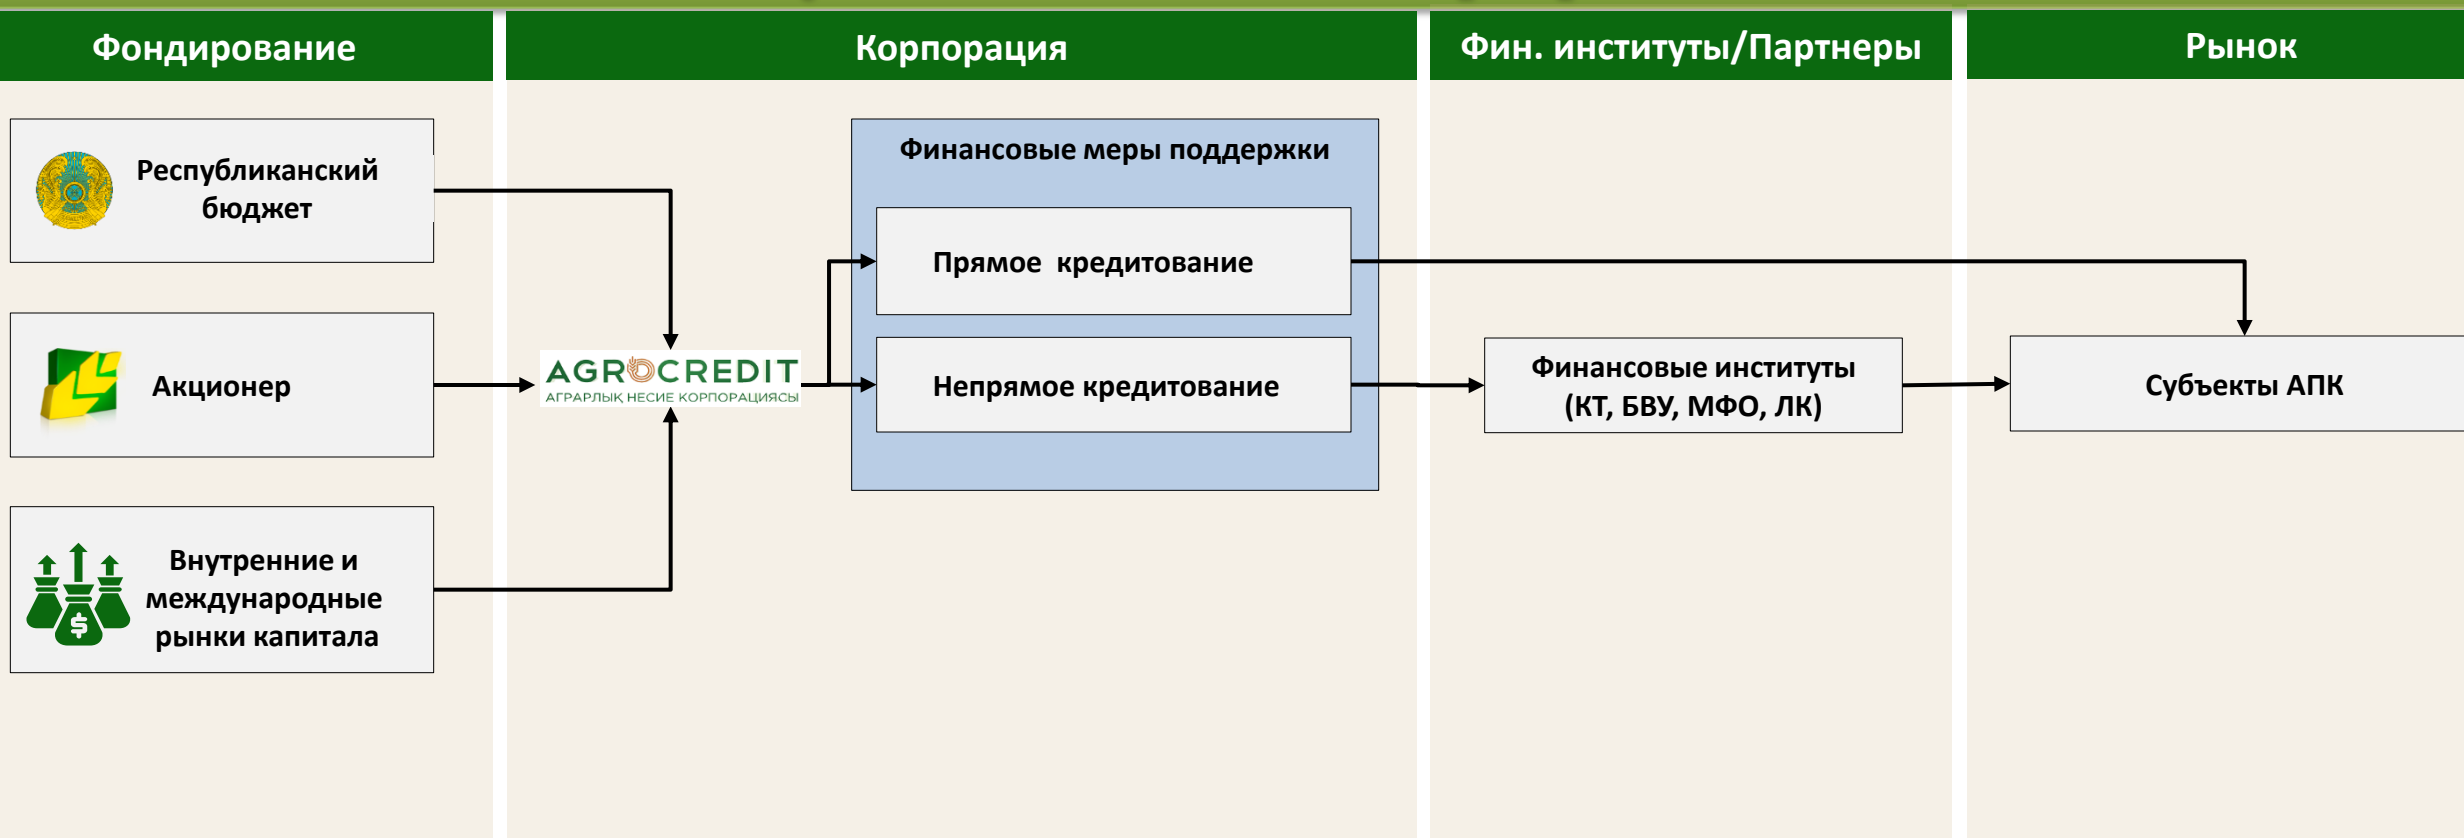 Фондирование
Корпорация
Фин. институты/Партнеры
Рынок
Республиканский
бюджет
Акционер
Внутренние и
международные
рынки капитала
AGROCREDIT
АГРАРЛЫҚ НЕСИЕ КОРПОРАЦИЯСЫ
Финансовые меры поддержки
Прямое кредитование
Непрямое кредитование
Финансовые институты
(КТ, БВУ, МФО, ЛК)
Субъекты АПК